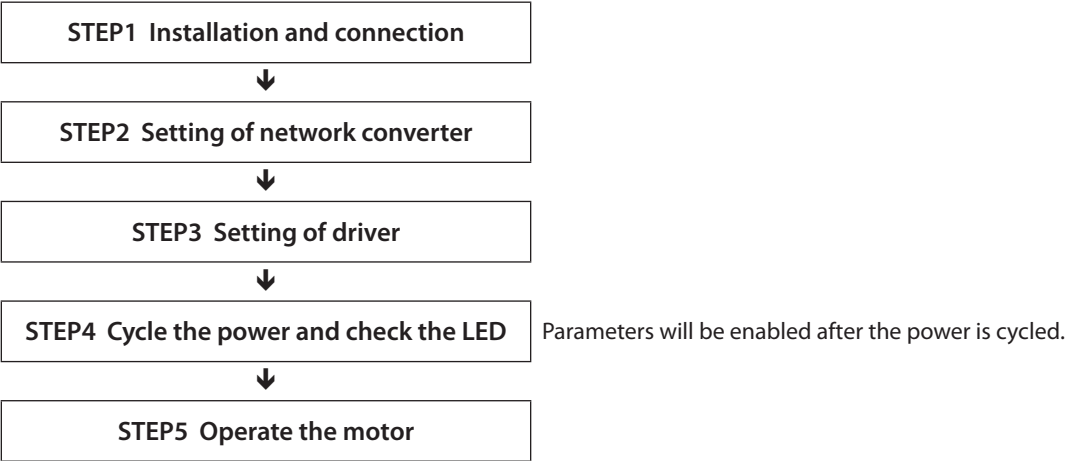 STEP1 Installation and connection
STEP2 Setting of network converter
STEP3 Setting of driver
STEP4 Cycle the power and check the LED
Parameters will be enabled after the power is cycled.
STEP5 Operate the motor